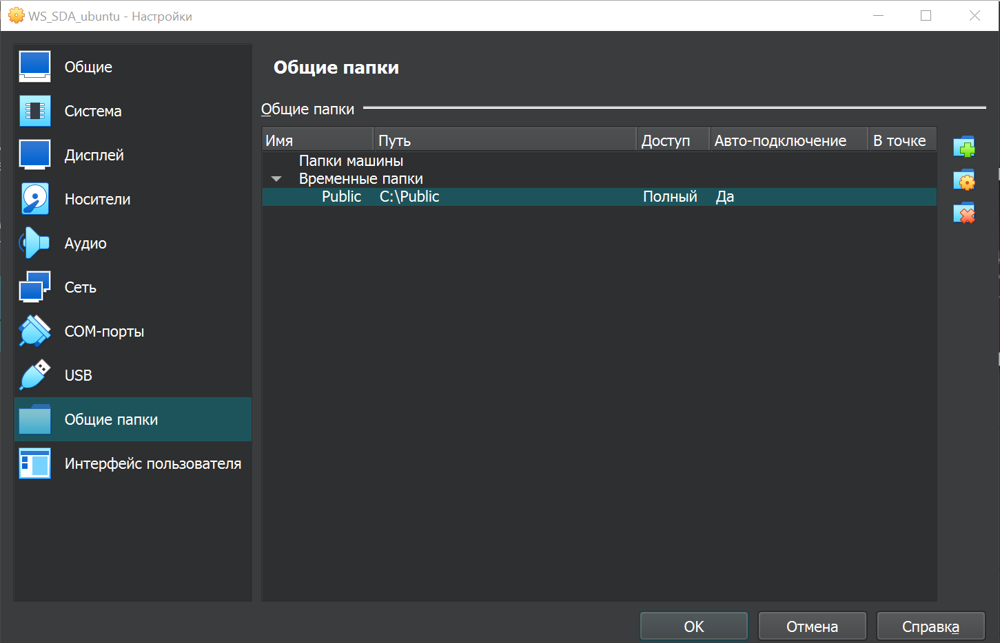 WS_SDA_ubuntu - Настройки
Общие
Система
Дисплей
Носители
Аудио
Сеть
COM-порты
USB
Общие папки
Интерфейс пользователя
Общие папки
Общие папки
Имя Путь Доступ Авто-подключение В точке
Папки машины
Временные папки
Public C:\Public Полный Да
OK Отмена Справка